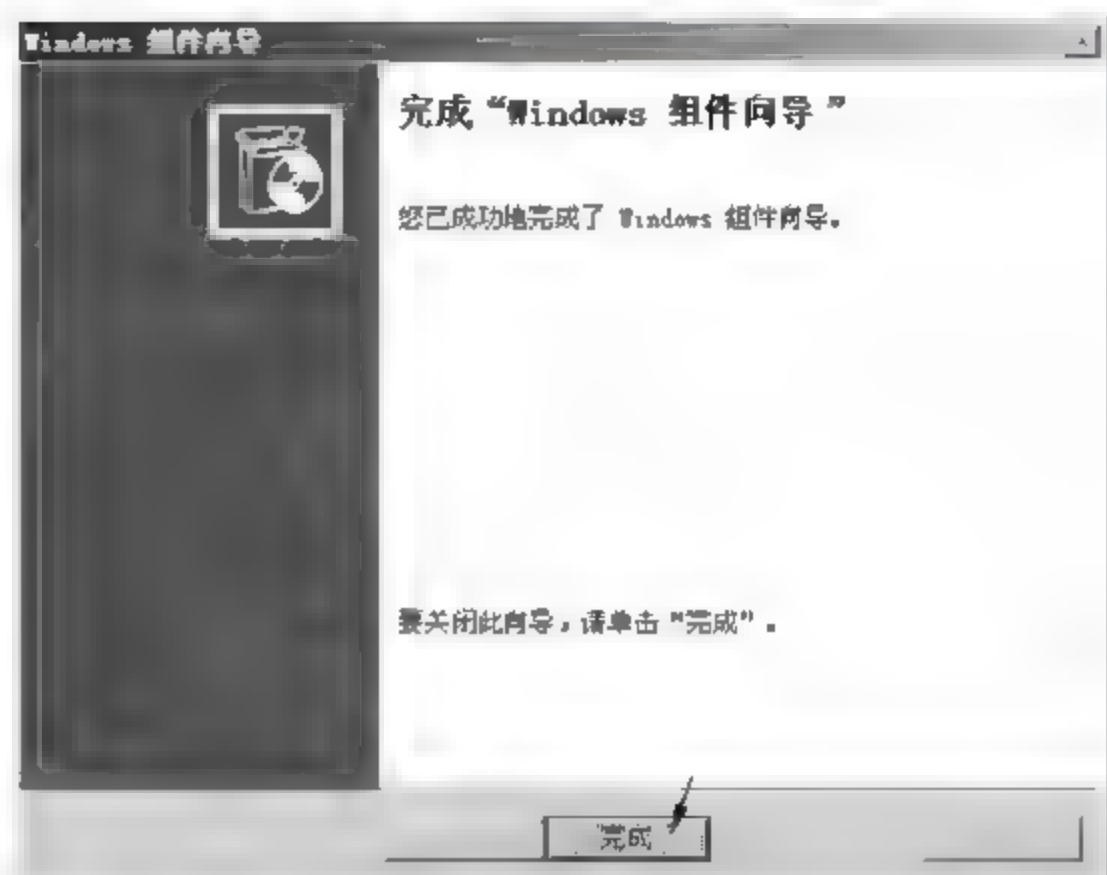 Windows 组件向导
完成“Windows 组件向导”
您已成功地完成了 Windows 组件向导。
要关闭此向导，请单击“完成”。
完成